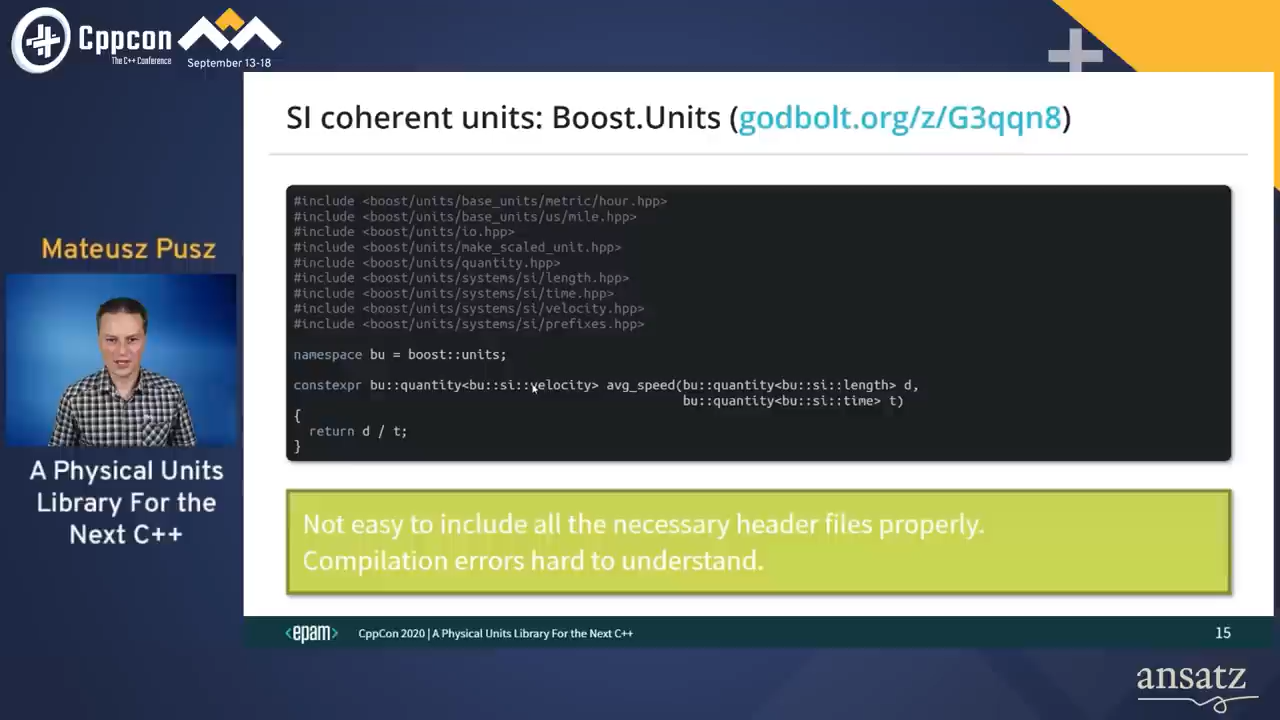 Cppcon
The C++ Conference
September 13-18
SI coherent units: Boost.Units (godbolt.org/z/G3qqn8)
#include <boost/units/base_units/metric/hour.hpp>
#include <boost/units/base_units/us/mile.hpp>
#include <boost/units/io.hpp>
#include <boost/units/make_scaled_unit.hpp>
#include <boost/units/quantity.hpp>
#include <boost/units/systems/si/length.hpp>
#include <boost/units/systems/si/time.hpp>
#include <boost/units/systems/si/velocity.hpp>
#include <boost/units/systems/si/prefixes.hpp>
namespace bu = boost::units;
constexpr bu::quantity<bu::si::velocity> avg_speed(bu::quantity<bu::si::length> d,
bu::quantity<bu::si::time> t)
{
return d / t;
}
Not easy to include all the necessary header files properly.
Compilation errors hard to understand.
Mateusz Pusz
A Physical Units
Library For the
Next C++
<epam>
CppCon 2020 | A Physical Units Library For the Next C++
15
ansatz